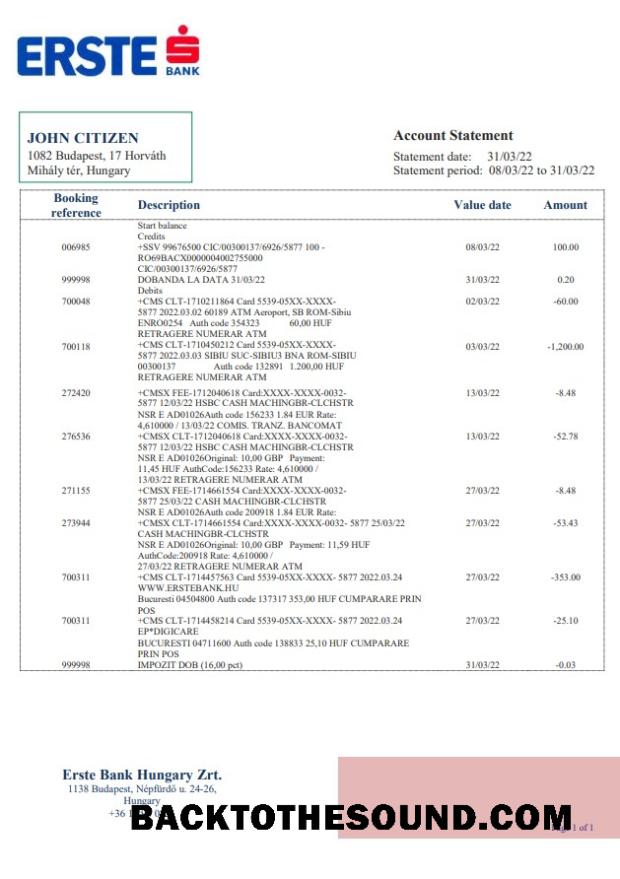 ERSTE BANK
JOHN CITIZEN
1082 Budapest, 17 Horváth
Mihály tér, Hungary
Account Statement
Statement date: 31/03/22
Statement period: 08/03/22 to 31/03/22
Booking reference Description Value date Amount
Start balance
Credits
006985 +SSV 99676500 CIC/00300137/6926/5877 100 - 08/03/22 100.00
RO69BACX0000004002755000
CIC/00300137/6926/5877
999998 DOBANDA LA DATA 31/03/22 31/03/22 0.20
Debits
700048 +CMS CLT-1710211864 Card 5539-05XX-XXXX- 02/03/22 -60.00
5877 2022.03.02 60189 ATM Aeroport, SB ROM-Sibiu
ENRO0254 Auth code 354323 60,00 HUF
RETRAGERE NUMERAR ATM
700118 +CMS CLT-1710450212 Card 5539-05XX-XXXX- 03/03/22 -1,200.00
5877 2022.03.03 SIBIU SUC-SIBIU3 BNA ROM-SIBIU
00300137 Auth code 132891 1.200,00 HUF
RETRAGERE NUMERAR ATM
272420 +CMSX FEE-1712040618 Card:XXXX-XXXX-0032- 13/03/22 -8.48
5877 12/03/22 HSBC CASH MACHINGBR-CLCHSTR
NSR E AD01026Auth code 156233 1.84 EUR Rate:
4,610000 / 13/03/22 COMIS. TRANZ. BANCOMAT
276536 +CMSX CLT-1712040618 Card:XXXX-XXXX-0032- 13/03/22 -52.78
5877 12/03/22 HSBC CASH MACHINGBR-CLCHSTR
NSR E AD01026Original: 10,00 GBP Payment:
11,45 HUF AuthCode:156233 Rate: 4,610000 /
13/03/22 RETRAGERE NUMERAR ATM
271155 +CMSX FEE-1714661554 Card:XXXX-XXXX-0032- 27/03/22 -8.48
5877 25/03/22 CASH MACHINGBR-CLCHSTR
NSR E AD01026Auth code 200918 1.84 EUR Rate:
273944 +CMSX CLT-1714661554 Card:XXXX-XXXX-0032- 5877 25/03/22 27/03/22 -53.43
CASH MACHINGBR-CLCHSTR
NSR E AD01026Original: 10,00 GBP Payment: 11,59 HUF
AuthCode:200918 Rate: 4,610000 /
27/03/22 RETRAGERE NUMERAR ATM
700311 +CMS CLT-1714457563 Card 5539-05XX-XXXX- 5877 2022.03.24 27/03/22 -353.00
WWW.ERSTEBANK.HU
Bucuresti 04504800 Auth code 137317 353,00 HUF CUMPARARE PRIN
POS
700311 +CMS CLT-1714458214 Card 5539-05XX-XXXX- 5877 2022.03.24 27/03/22 -25.10
EP*DIGICARE
BUCURESTI 04711600 Auth code 138833 25,10 HUF CUMPARARE
PRIN POS
999998 IMPOZIT DOB (16,00 pct) 31/03/22 -0.03
Erste Bank Hungary Zrt.
1138 Budapest, Népfürdő u. 24-26,
Hungary
+36 1
BACKTOTHESOUND.COM
1 of 1